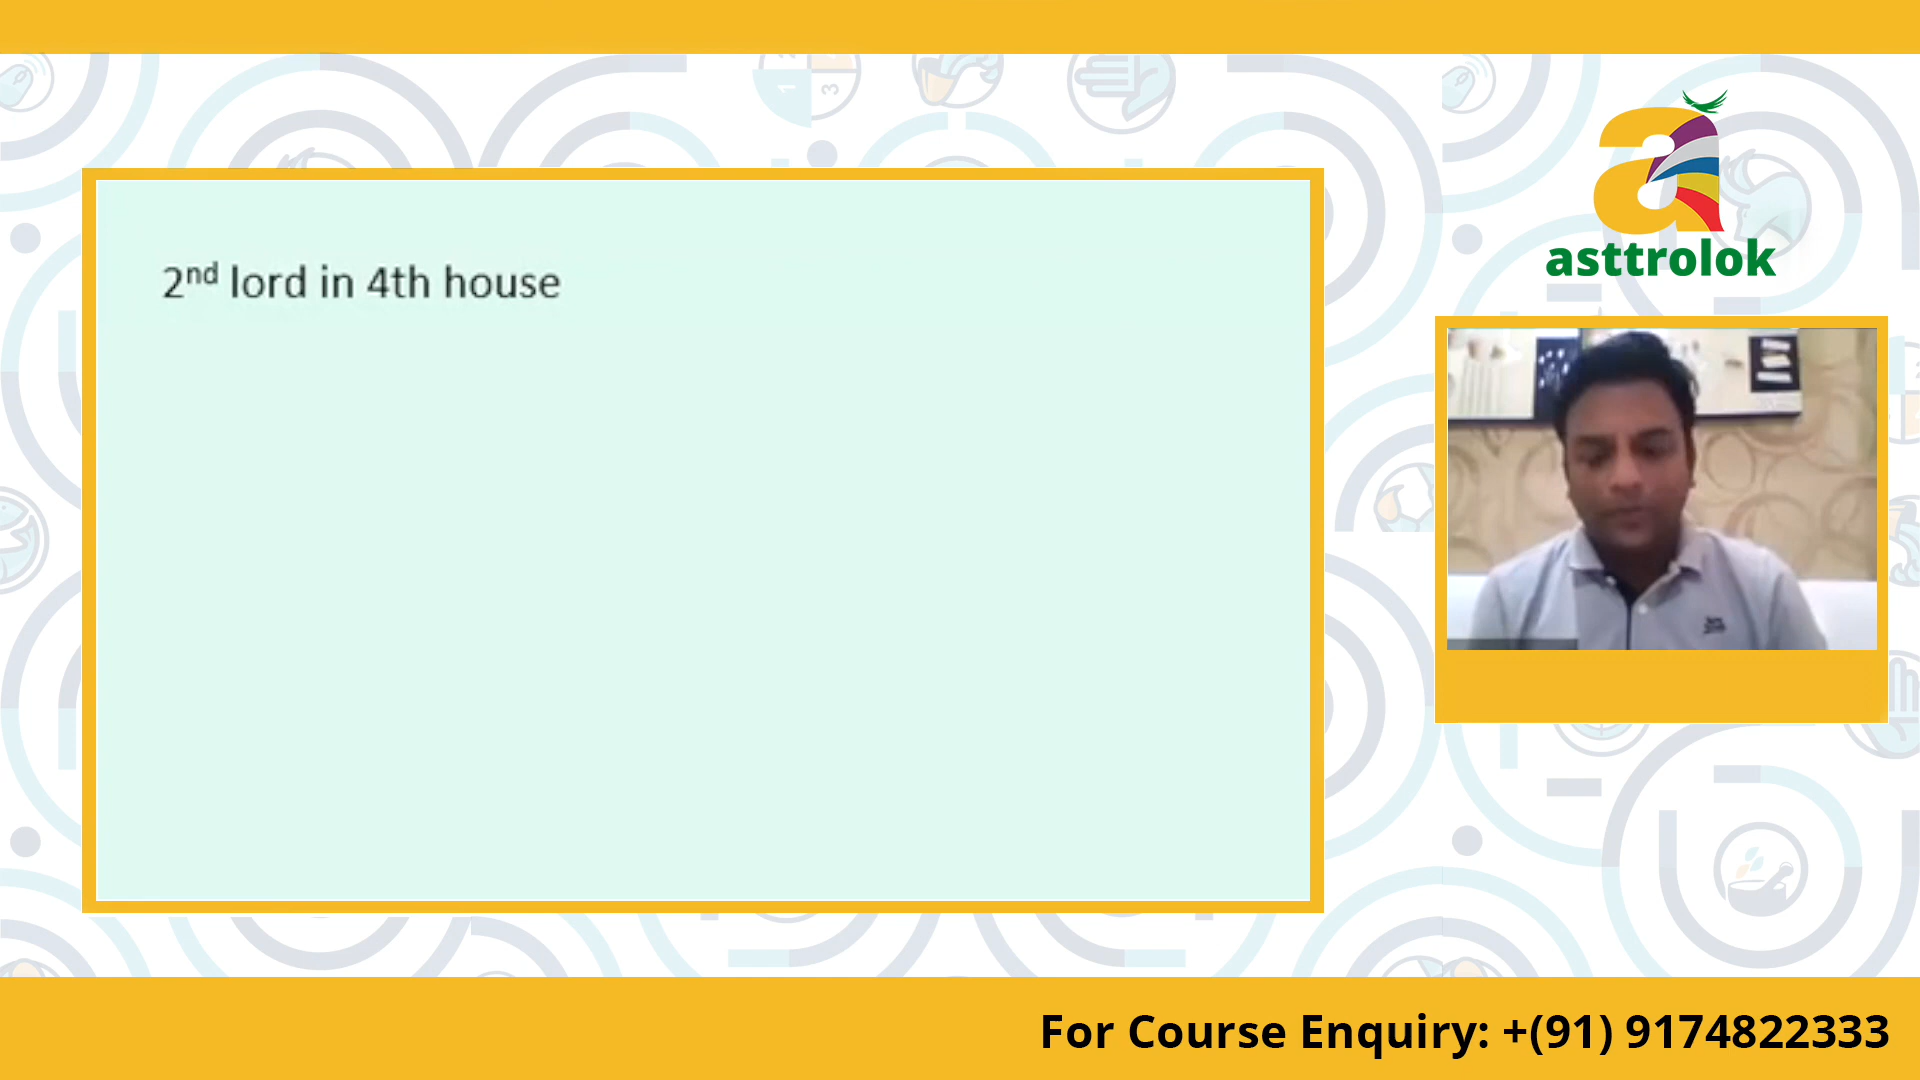 2nd lord in 4th house
asttrolok
For Course Enquiry: +(91) 9174822333